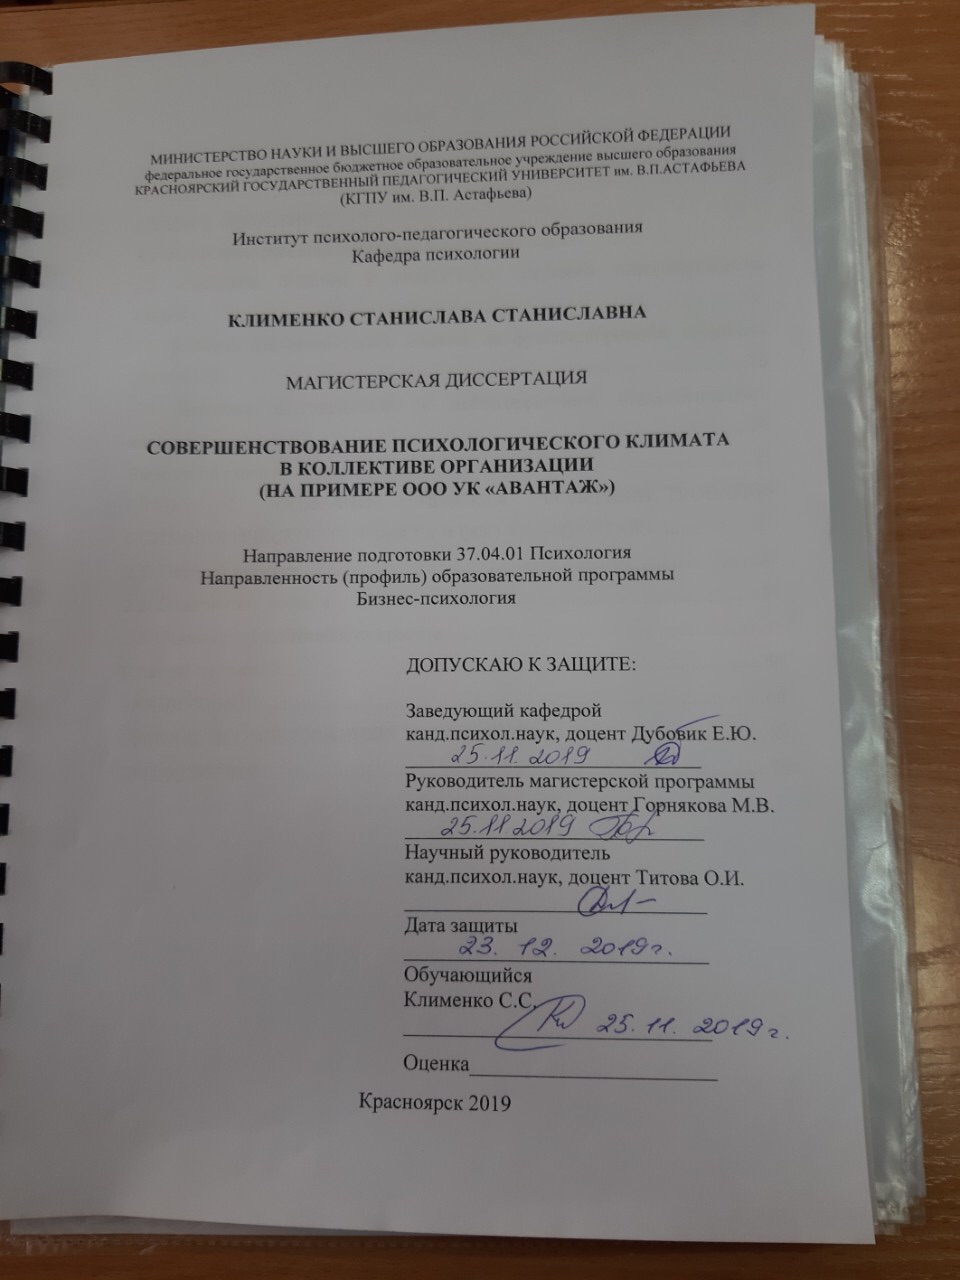 МИНИСТЕРСТВО НАУКИ И ВЫСШЕГО ОБРАЗОВАНИЯ РОССИЙСКОЙ ФЕДЕРАЦИИ
федеральное государственное бюджетное образовательное учреждение высшего образования
КРАСНОЯРСКИЙ ГОСУДАРСТВЕННЫЙ ПЕДАГОГИЧЕСКИЙ УНИВЕРСИТЕТ им. В.П.АСТАФЬЕВА
(КГПУ им. В.П. Астафьева)
Институт психолого-педагогического образования
Кафедра психологии
КЛИМЕНКО СТАНИСЛАВА СТАНИСЛАВНА
МАГИСТЕРСКАЯ ДИССЕРТАЦИЯ
СОВЕРШЕНСТВОВАНИЕ ПСИХОЛОГИЧЕСКОГО КЛИМАТА
В КОЛЛЕКТИВЕ ОРГАНИЗАЦИИ
(НА ПРИМЕРЕ ООО УК «АВАНТАЖ»)
Направление подготовки 37.04.01 Психология
Направленность (профиль) образовательной программы
Бизнес-психология
ДОПУСКАЮ К ЗАЩИТЕ:
Заведующий кафедрой
канд.психол.наук, доцент Дубовик Е.Ю.
25.11.2019
Руководитель магистерской программы
канд.психол.наук, доцент Горнякова М.В.
25.11 2019
Научный руководитель
канд.психол.наук, доцент Титова О.И.
Дата защиты
23. 12. 2019г.
Обучающийся
Клименко С.С.
25.11. 2019г.
Оценка
Красноярск 2019